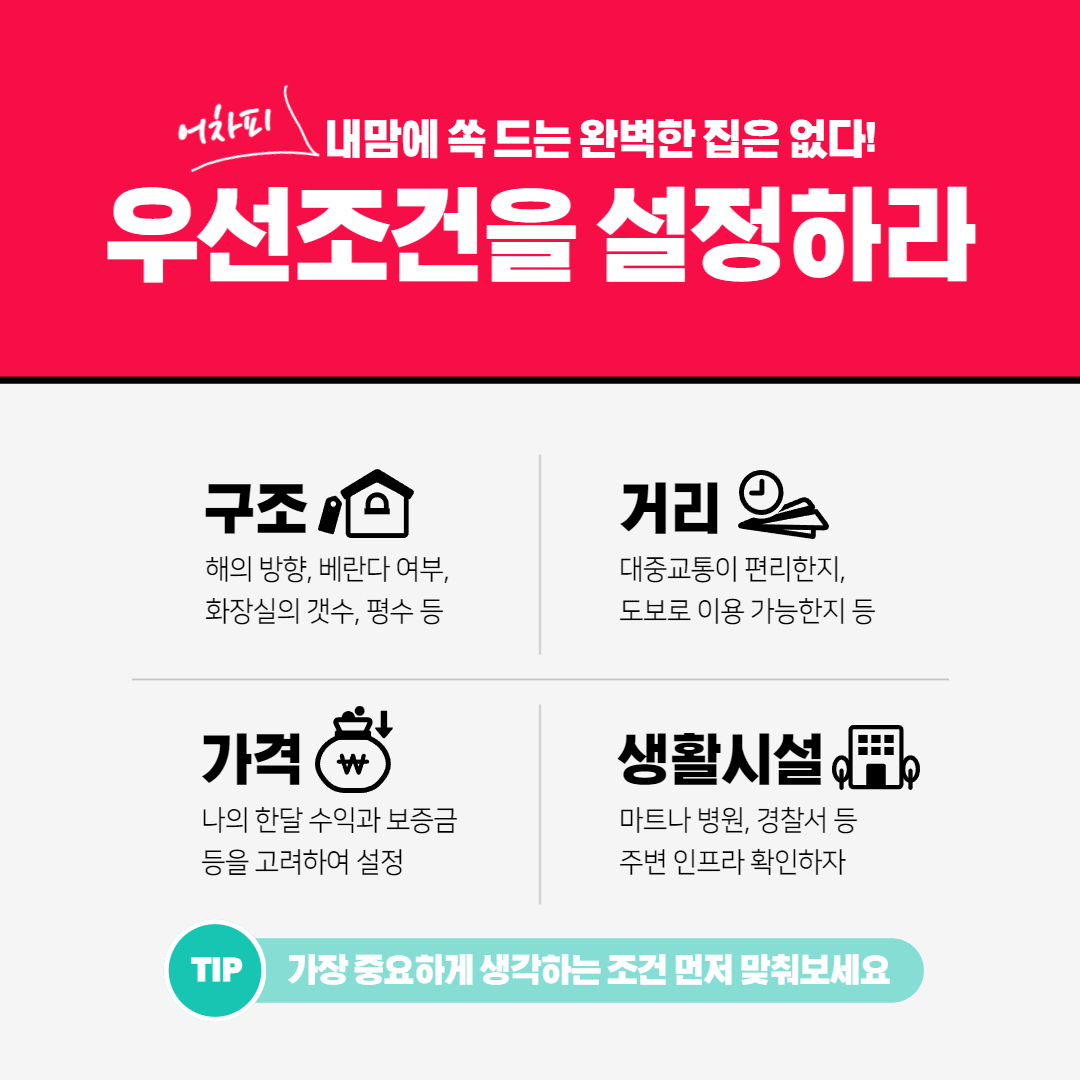 어차피 내맘에 쏙 드는 완벽한 집은 없다!
우선조건을 설정하라
구조
해의 방향, 베란다 여부,
화장실의 갯수, 평수 등
거리
대중교통이 편리한지,
도보로 이용 가능한지 등
가격
₩
나의 한달 수익과 보증금
등을 고려하여 설정
생활시설
마트나 병원, 경찰서 등
주변 인프라 확인하자
TIP 가장 중요하게 생각하는 조건 먼저 맞춰보세요